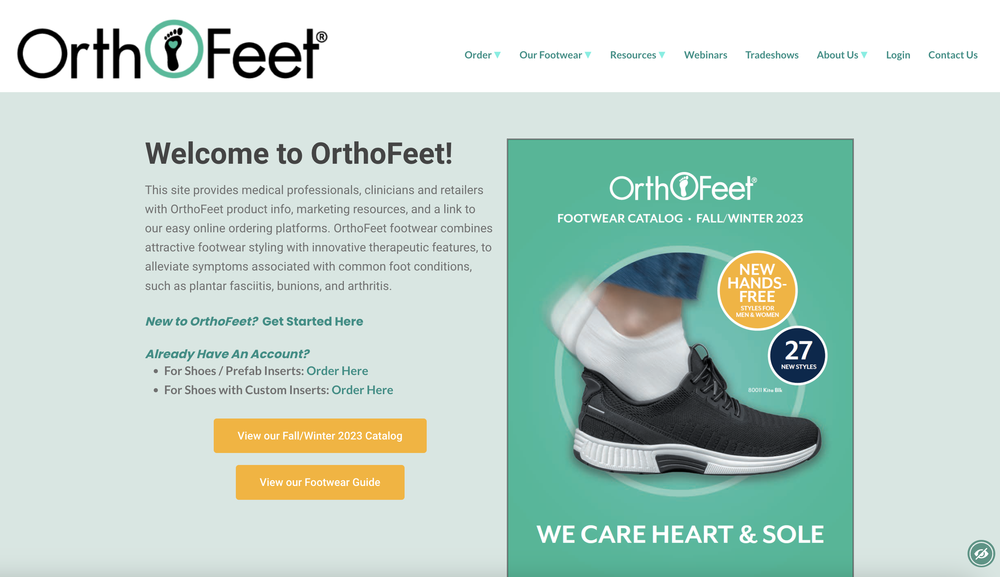 OrthOFeet®
Order ▼ Our Footwear ▼ Resources ▼ Webinars Tradeshows About Us ▼ Login Contact Us
Welcome to OrthoFeet!
This site provides medical professionals, clinicians and retailers
with OrthoFeet product info, marketing resources, and a link to
our easy online ordering platforms. OrthoFeet footwear combines
attractive footwear styling with innovative therapeutic features, to
alleviate symptoms associated with common foot conditions,
such as plantar fasciitis, bunions, and arthritis.
New to OrthoFeet? Get Started Here
Already Have An Account?
• For Shoes / Prefab Inserts: Order Here
• For Shoes with Custom Inserts: Order Here
View our Fall/Winter 2023 Catalog
View our Footwear Guide
OrthOFeet®
FOOTWEAR CATALOG • FALL/WINTER 2023
NEW
HANDS-
FREE
STYLES FOR
MEN & WOMEN
27
NEW STYLES
80011 Kita Blk
WE CARE HEART & SOLE